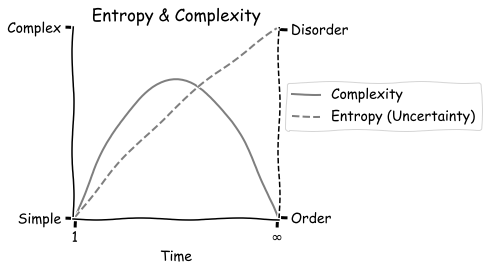 Entropy & Complexity
Complex
Disorder
Complexity
Entropy (Uncertainty)
Simple
Order
1
∞
Time